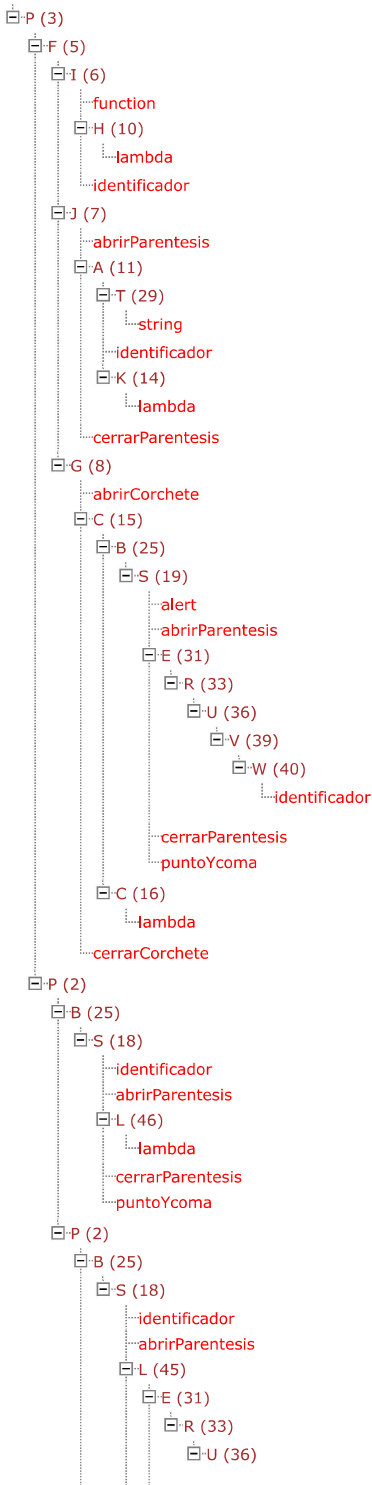 P (3)
F (5)
I (6)
function
H (10)
lambda
identificador
J (7)
abrirParentesis
A (11)
T (29)
string
identificador
K (14)
lambda
cerrarParentesis
G (8)
abrirCorchete
C (15)
B (25)
S (19)
alert
abrirParentesis
E (31)
R (33)
U (36)
V (39)
W (40)
identificador
cerrarParentesis
puntoYcoma
C (16)
lambda
cerrarCorchete
P (2)
B (25)
S (18)
identificador
abrirParentesis
L (46)
lambda
cerrarParentesis
puntoYcoma
P (2)
B (25)
S (18)
identificador
abrirParentesis
L (45)
E (31)
R (33)
U (36)